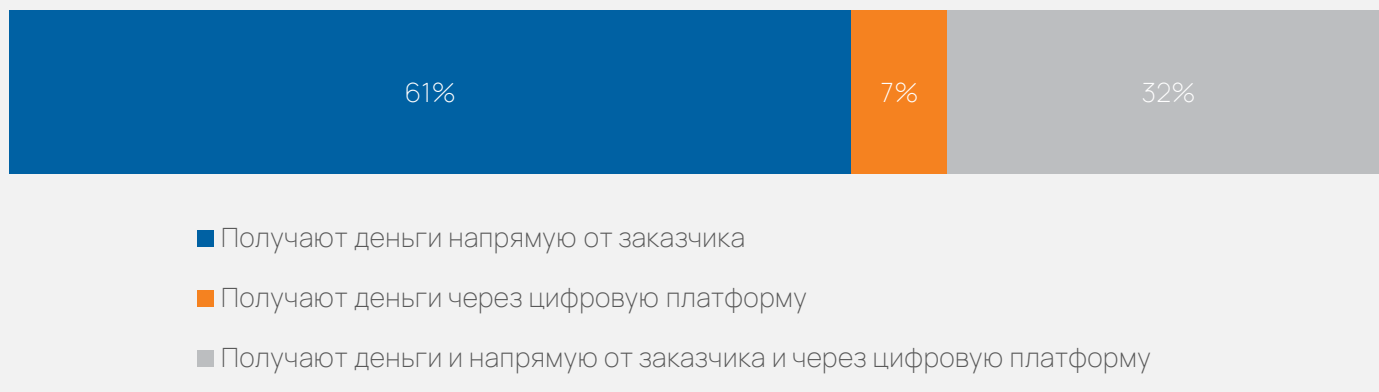 61%
7%
32%
Получают деньги напрямую от заказчика
Получают деньги через цифровую платформу
Получают деньги и напрямую от заказчика и через цифровую платформу